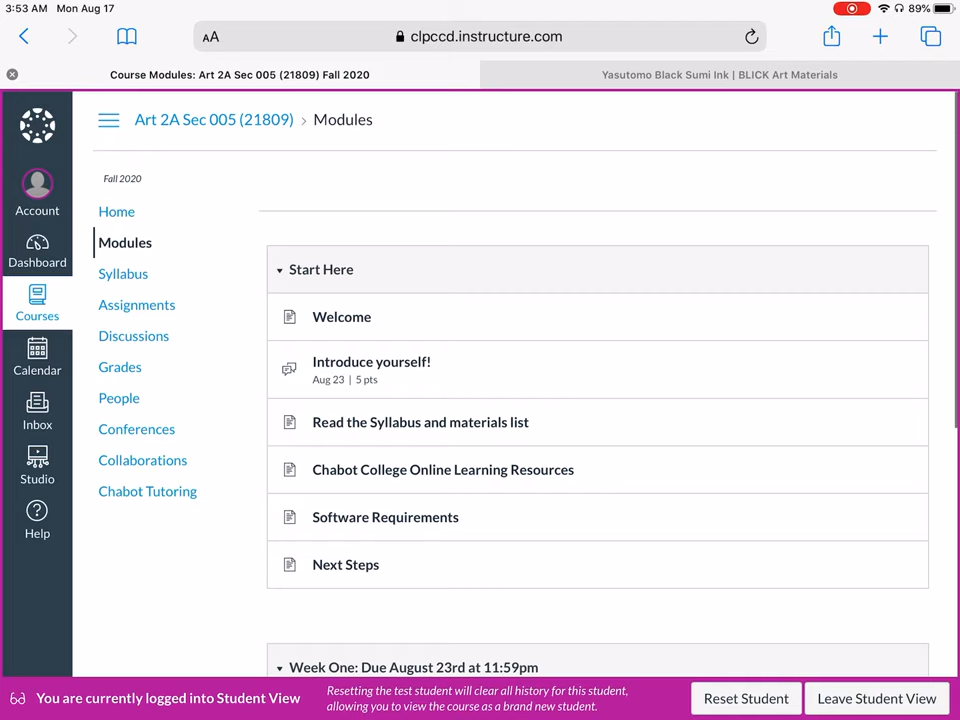 3:53 AM Mon Aug 17
89%
AA clpccd.instructure.com
Course Modules: Art 2A Sec 005 (21809) Fall 2020
Yasutomo Black Sumi Ink | BLICK Art Materials
Art 2A Sec 005 (21809) › Modules
Account
Dashboard
Courses
Calendar
Inbox
Studio
Help
Fall 2020
Home
Modules
Syllabus
Assignments
Discussions
Grades
People
Conferences
Collaborations
Chabot Tutoring
Start Here
Welcome
Introduce yourself!
Aug 23 | 5 pts
Read the Syllabus and materials list
Chabot College Online Learning Resources
Software Requirements
Next Steps
Week One: Due August 23rd at 11:59pm
You are currently logged into Student View
Resetting the test student will clear all history for this student,
allowing you to view the course as a brand new student.
Reset Student
Leave Student View